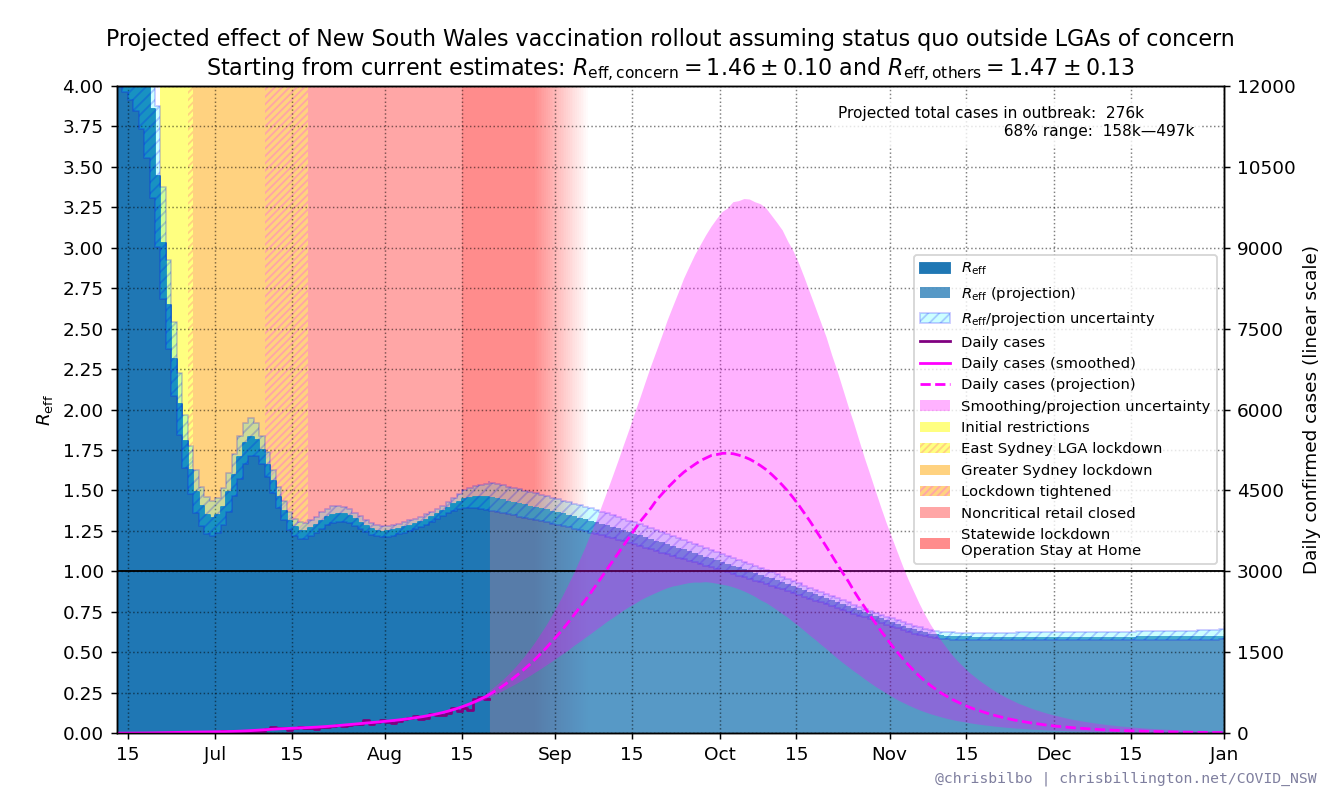 Projected effect of New South Wales vaccination rollout assuming status quo outside LGAs of concern
Starting from current estimates: Reff, concern = 1.46 ± 0.10 and Reff, others = 1.47 ± 0.13
Projected total cases in outbreak: 276k
68% range: 158k—497k
4.00
3.75
3.50
3.25
3.00
2.75
2.50
2.25
2.00
1.75
1.50
1.25
1.00
0.75
0.50
0.25
0.00
Reff
12000
10500
9000
7500
6000
4500
3000
1500
0
Daily confirmed cases (linear scale)
Reff
Reff (projection)
Reff/projection uncertainty
Daily cases
Daily cases (smoothed)
Daily cases (projection)
Smoothing/projection uncertainty
Initial restrictions
East Sydney LGA lockdown
Greater Sydney lockdown
Lockdown tightened
Noncritical retail closed
Statewide lockdown
Operation Stay at Home
15 Jul 15 Aug 15 Sep 15 Oct 15 Nov 15 Dec 15 Jan
@chrisbilbo | chrisbillington.net/COVID_NSW